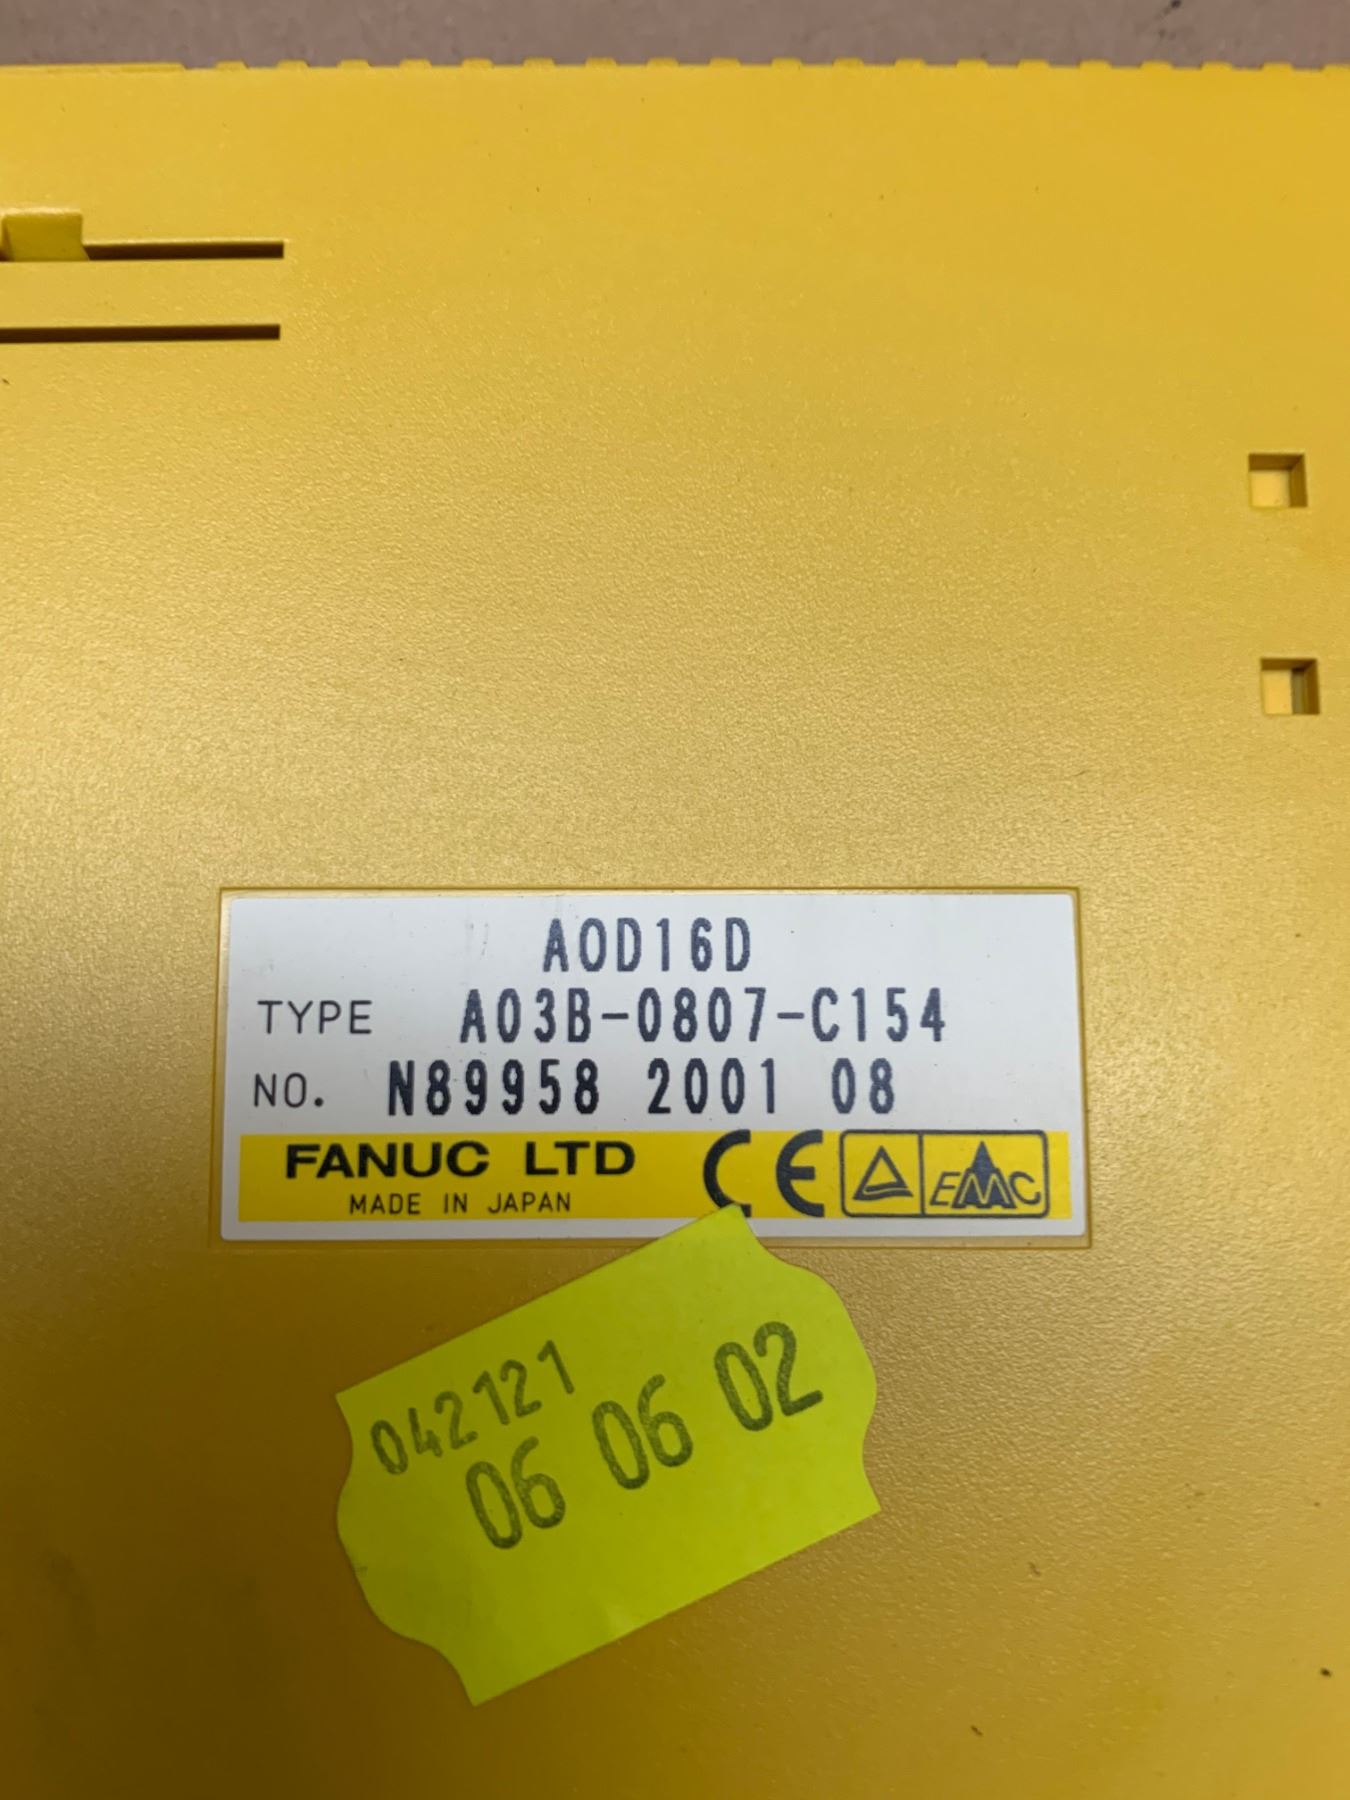 AOD16D
TYPE A03B-0807-C154
NO. N89958 2001 08
FANUC LTD CE EMC
MADE IN JAPAN
042121
06 06 02